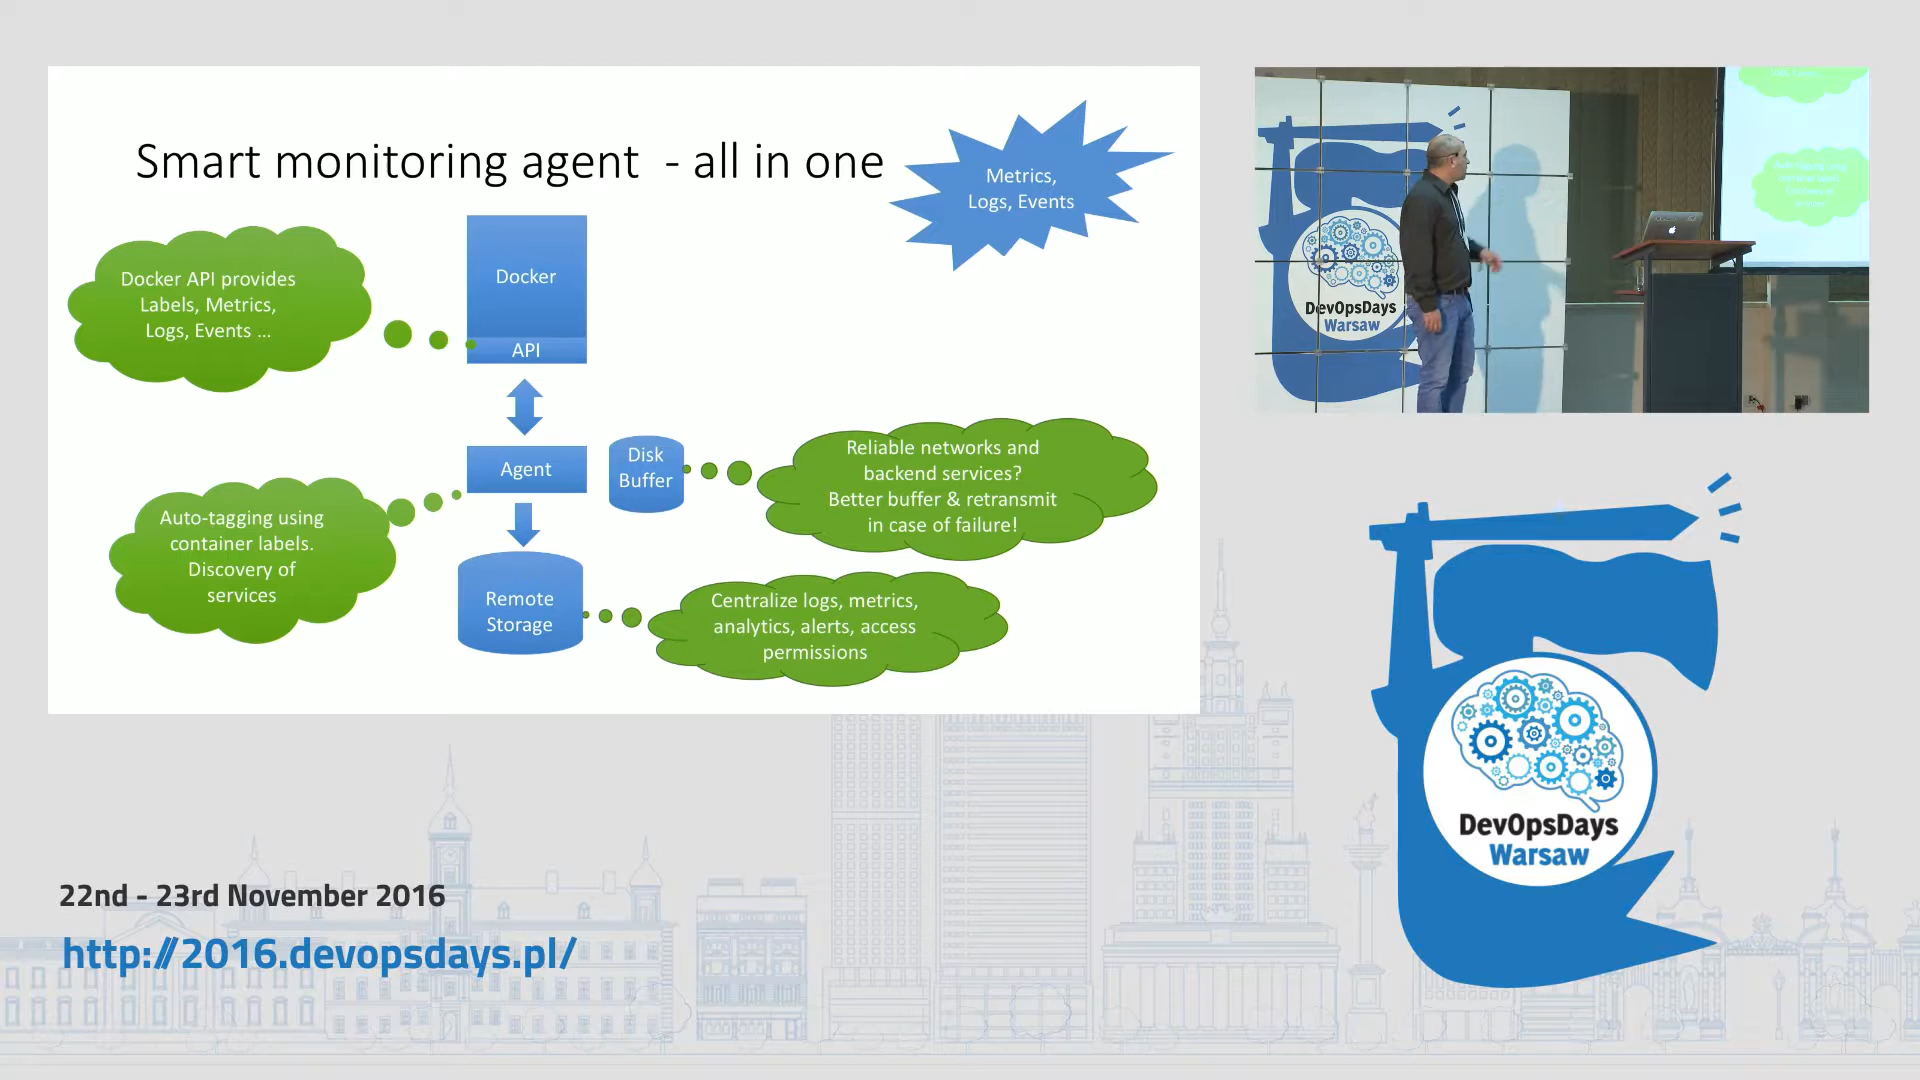 Smart monitoring agent - all in one
Metrics,
Logs, Events
Docker API provides
Labels, Metrics,
Logs, Events ...
Docker
API
Agent
Disk
Buffer
Reliable networks and
backend services?
Better buffer & retransmit
in case of failure!
Auto-tagging using
container labels.
Discovery of
services
Remote
Storage
Centralize logs, metrics,
analytics, alerts, access
permissions
DevOpsDays
Warsaw
DevOpsDays
Warsaw
22nd - 23rd November 2016
http://2016.devopsdays.pl/